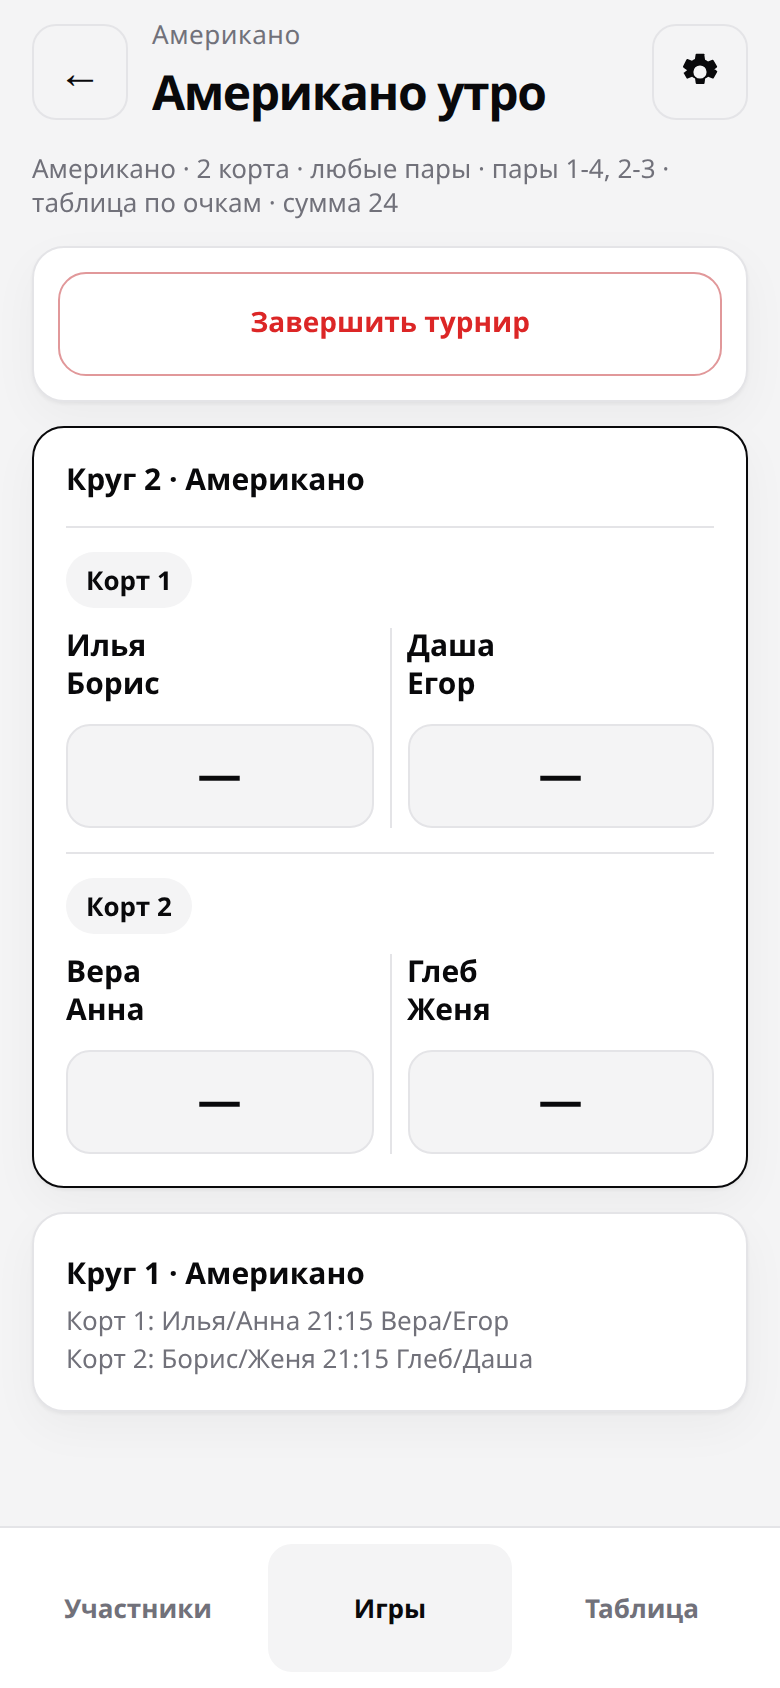 ←
Американо
Американо утро
Американо · 2 корта · любые пары · пары 1-4, 2-3 ·
таблица по очкам · сумма 24
Завершить турнир
Круг 2 · Американо
Корт 1
Илья
Борис
Даша
Егор
—
—
Корт 2
Вера
Анна
Глеб
Женя
—
—
Круг 1 · Американо
Корт 1: Илья/Анна 21:15 Вера/Егор
Корт 2: Борис/Женя 21:15 Глеб/Даша
Участники
Игры
Таблица